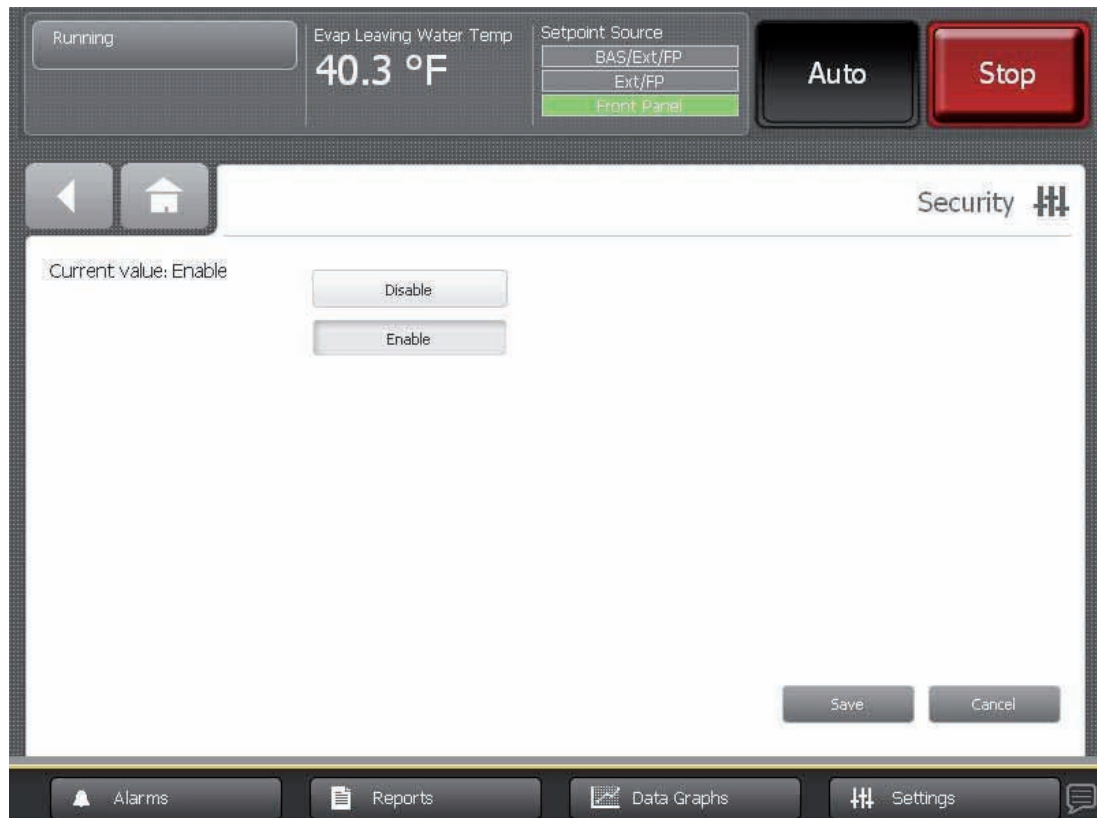 Running
Evap Leaving Water Temp
40.3 °F
Setpoint Source
BAS/Ext/FP
Ext/FP
Front Panel
Auto
Stop
Security
Current value: Enable
Disable
Enable
Save
Cancel
Alarms
Reports
Data Graphs
Settings